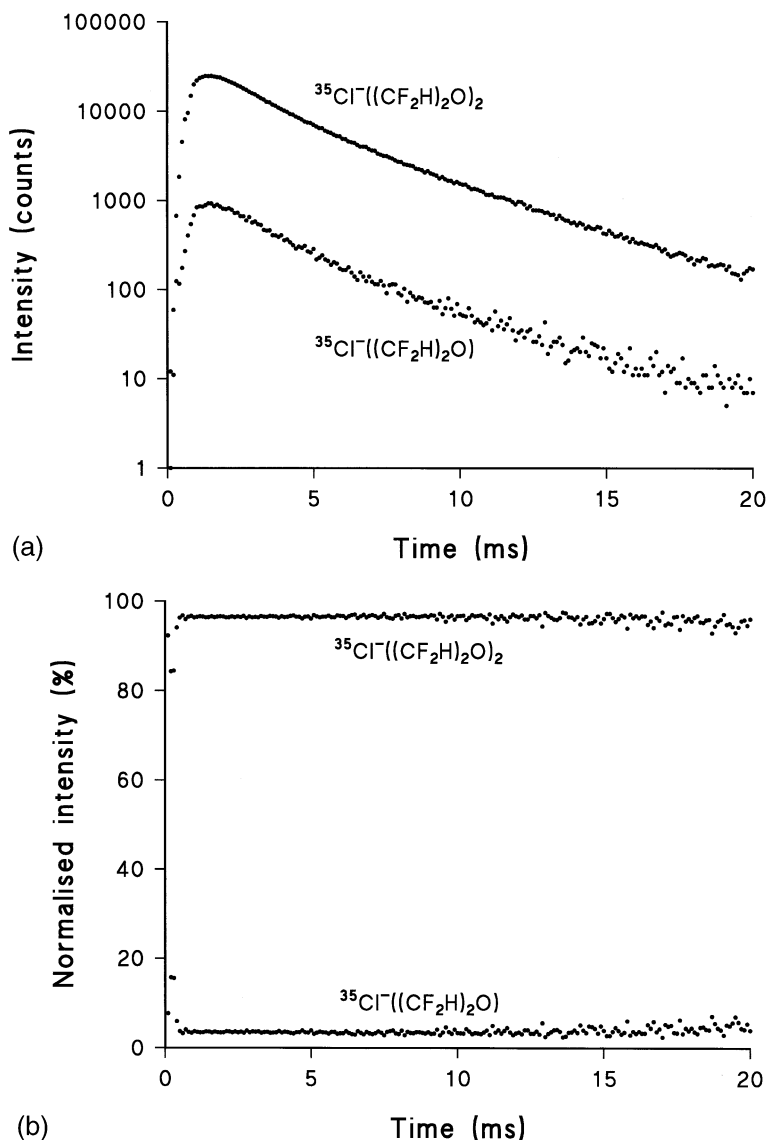 100000
10000
1000
100
10
1
Intensity (counts)
³⁵Cl⁻((CF₂H)₂O)₂
³⁵Cl⁻((CF₂H)₂O)
0 5 10 15 20
(a) Time (ms)
100
80
60
40
20
0
Normalised intensity (%)
³⁵Cl⁻((CF₂H)₂O)₂
³⁵Cl⁻((CF₂H)₂O)
0 5 10 15 20
(b) Time (ms)